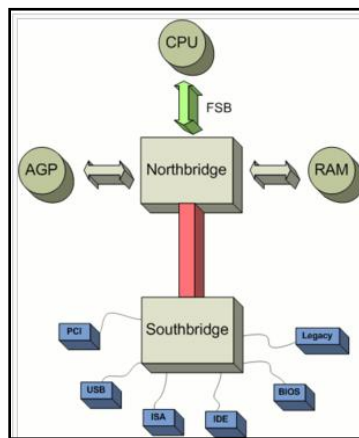 CPU
FSB
AGP
Northbridge
RAM
Southbridge
PCI
Legacy
USB
BIOS
ISA
IDE